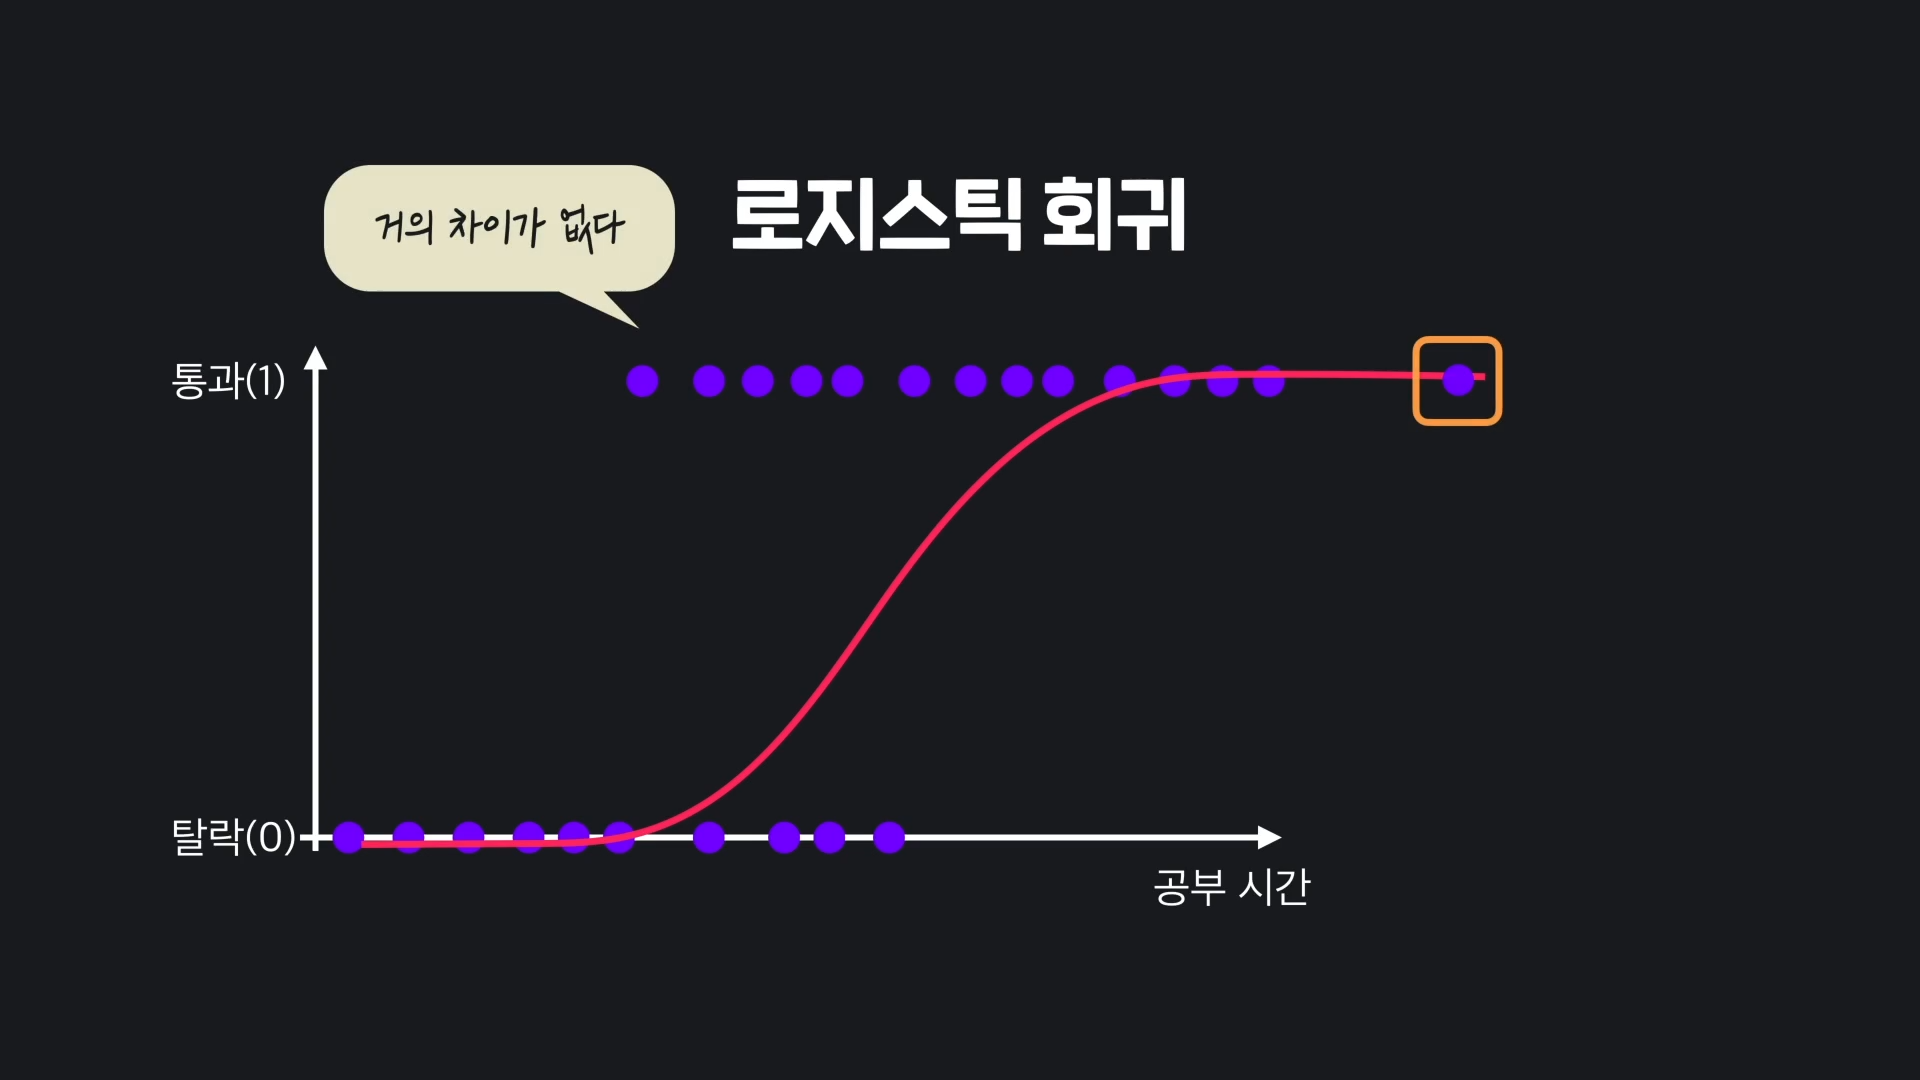 거의 차이가 없다
로지스틱 회귀
통과(1)
탈락(0)
공부 시간